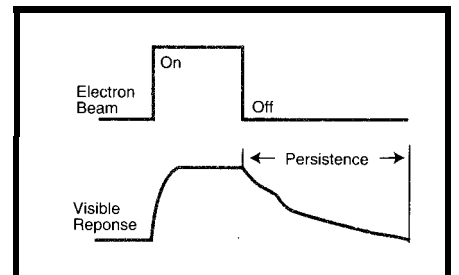 On
Electron
Beam
Off
Persistence
Visible
Reponse